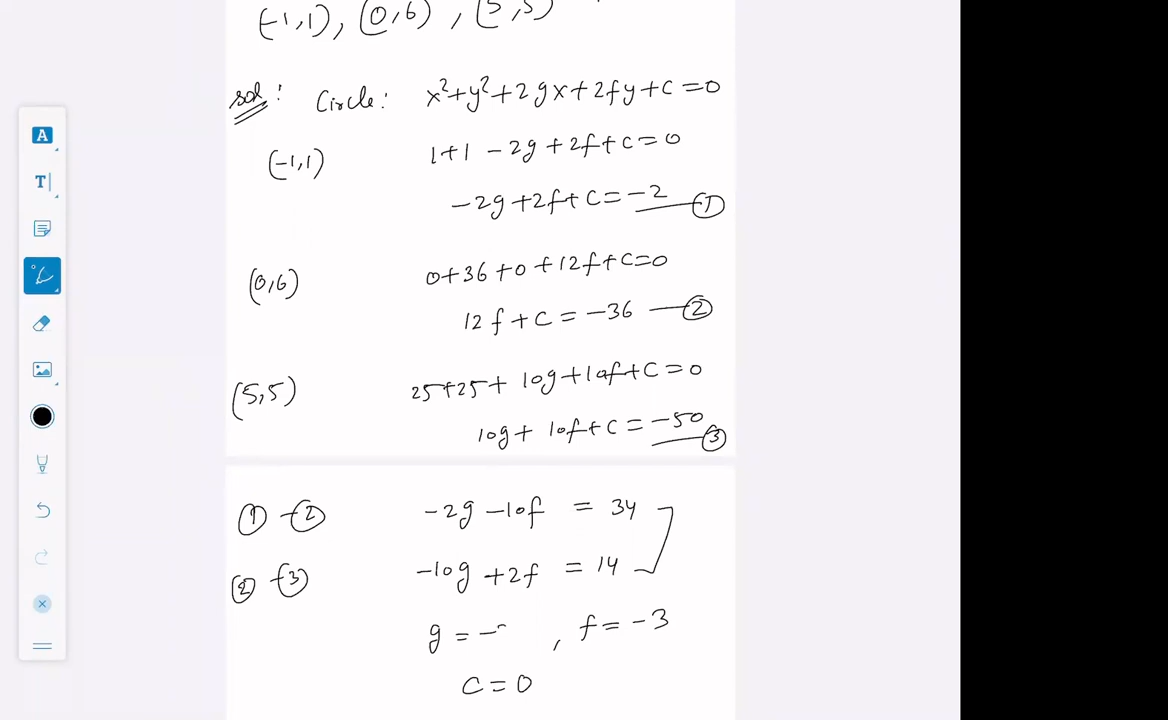 (-1,1), (0,6), (5,5)
Sol: Circle: x²+y²+2gx+2fy+c=0
(-1,1) 1+1-2g+2f+c=0
-2g+2f+c=-2 ①
(0,6) 0+36+0+12f+c=0
12f+c=-36 ②
(5,5) 25+25+10g+10f+c=0
10g+10f+c=-50 ③
①-② -2g-10f = 34
②-③ -10g+2f = 14
g=- , f=-3
c=0
A
T